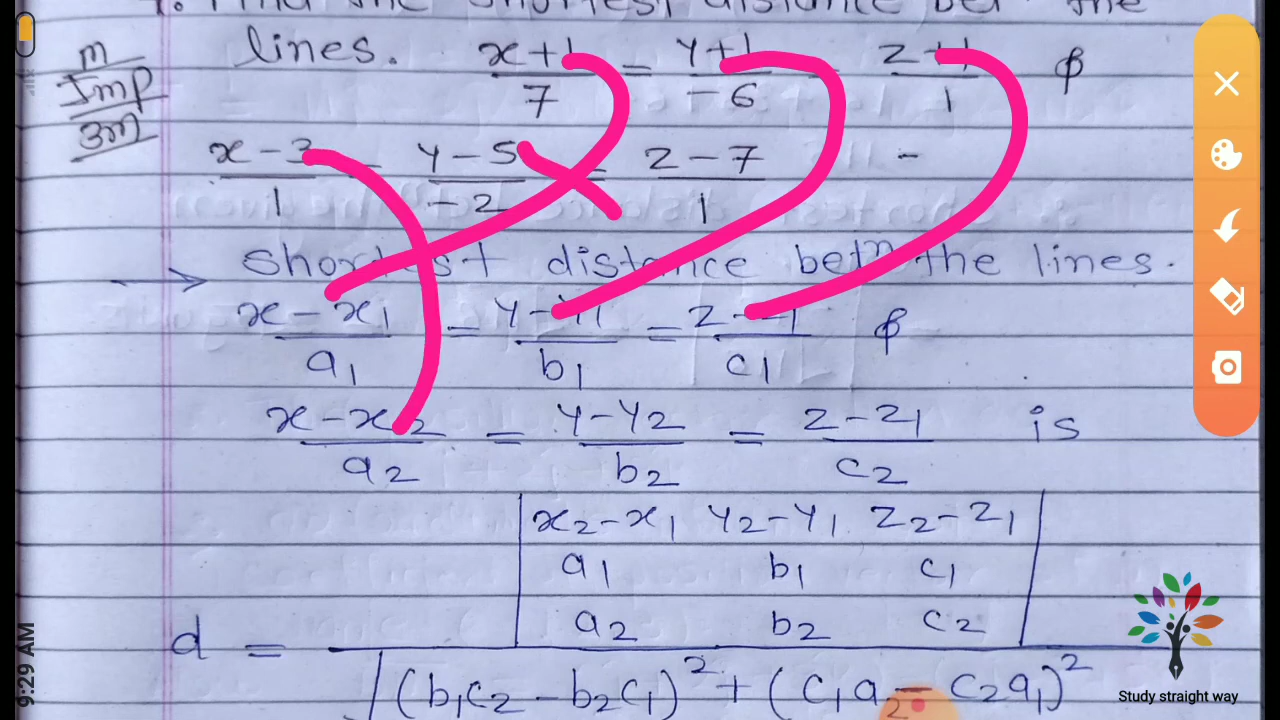 lines. x+1/7 = y+1/-6 z+1/1 &
m
Imp
3m
x-3/1 = y-5/-2 = z-7/1
→ Shortest distance betn the lines.
x-x1/a1 = y-y1/b1 = z-z1/c1 &
x-x2/a2 = y-y2/b2 = z-z1/c2 is
x2-x1 y2-y1 z2-z1
a1 b1 c1
a2 b2 c2
d =
√(b1c2-b2c1)²+(c1a2-c2a1)²
9:29 AM
Study straight way